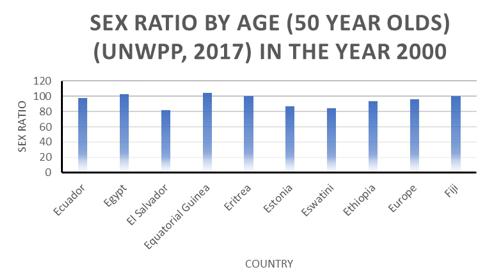 SEX RATIO BY AGE (50 YEAR OLDS)
(UNWPP, 2017) IN THE YEAR 2000
SEX RATIO
120
100
80
60
40
20
0
Ecuador
Egypt
El Salvador
Equatorial Guinea
Eritrea
Estonia
Eswatini
Ethiopia
Europe
Fiji
COUNTRY